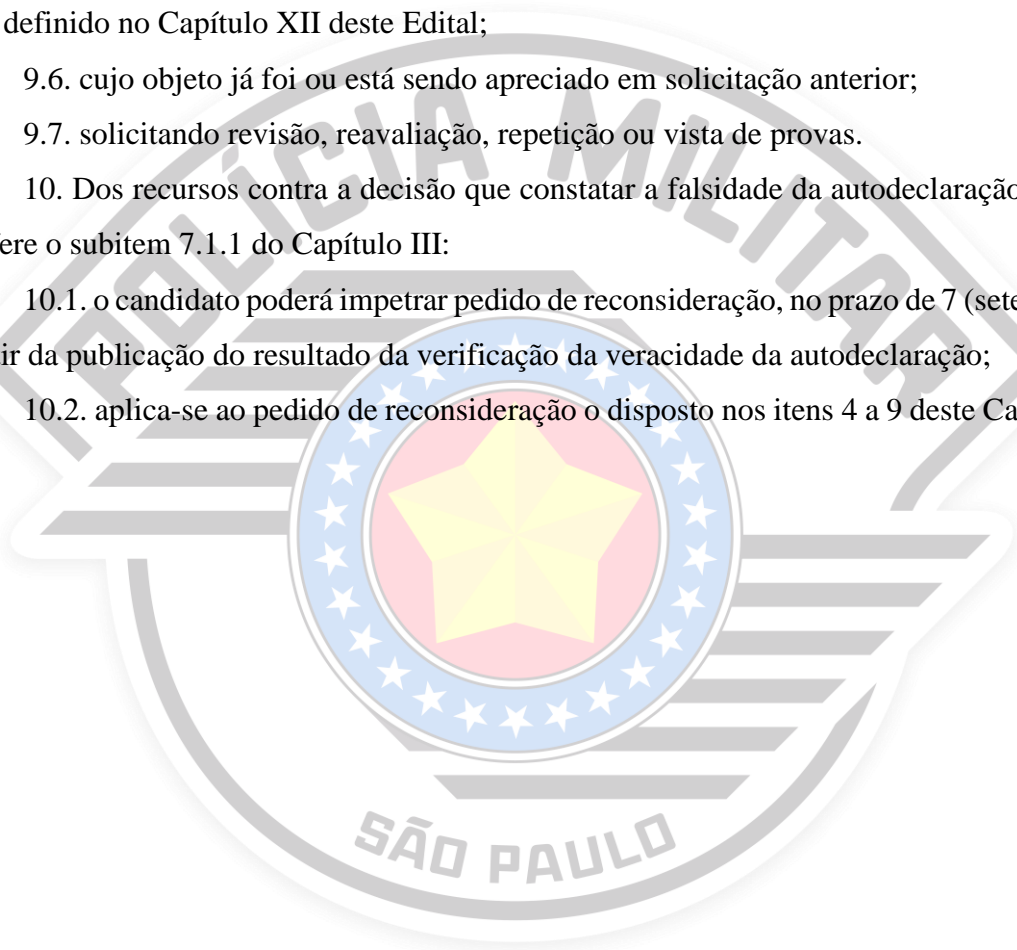 definido no Capítulo XII deste Edital;
9.6. cujo objeto já foi ou está sendo apreciado em solicitação anterior;
9.7. solicitando revisão, reavaliação, repetição ou vista de provas.
10. Dos recursos contra a decisão que constatar a falsidade da autodeclaração
ere o subitem 7.1.1 do Capítulo III:
10.1. o candidato poderá impetrar pedido de reconsideração, no prazo de 7 (sete
ir da publicação do resultado da verificação da veracidade da autodeclaração;
10.2. aplica-se ao pedido de reconsideração o disposto nos itens 4 a 9 deste Ca
POLÍCIA MILITAR
SÃO PAULO